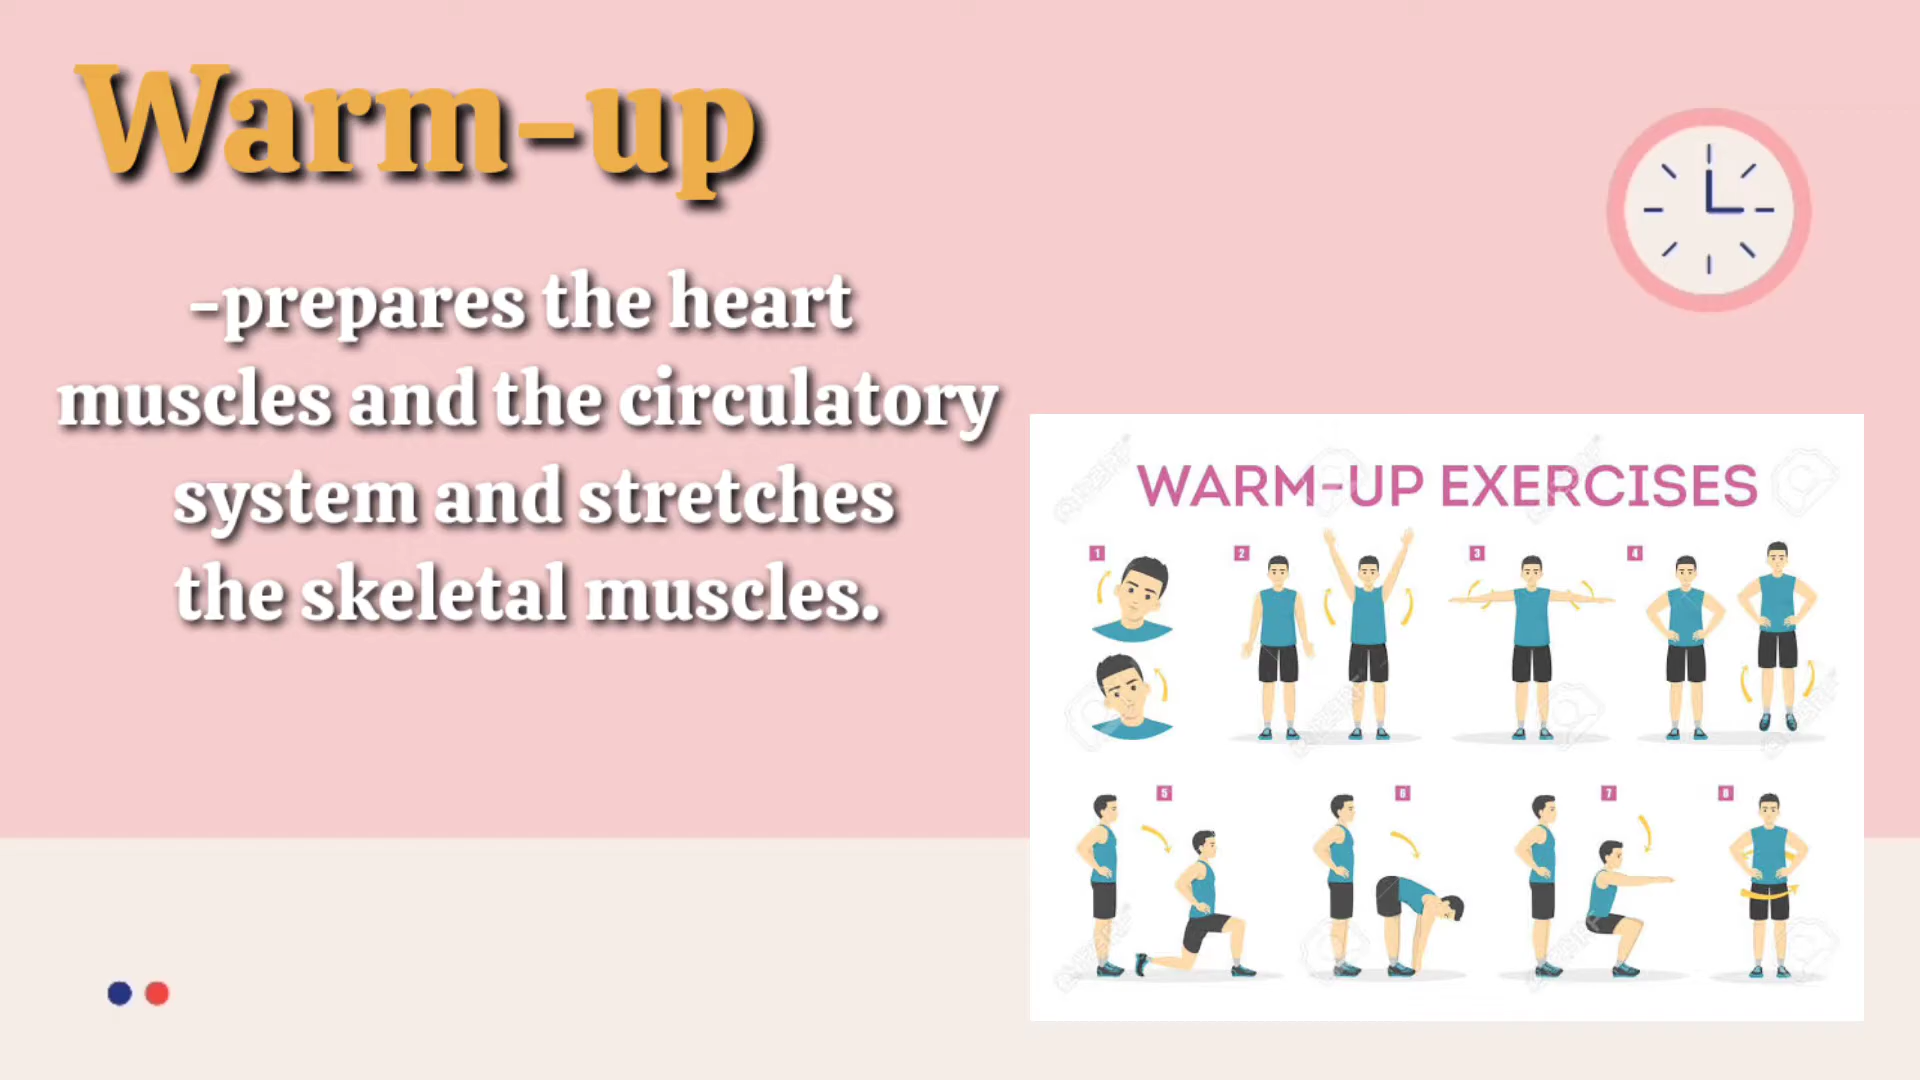 Warm-up
-prepares the heart
muscles and the circulatory
system and stretches
the skeletal muscles.
WARM-UP EXERCISES
1
2
3
4
5
6
7
8